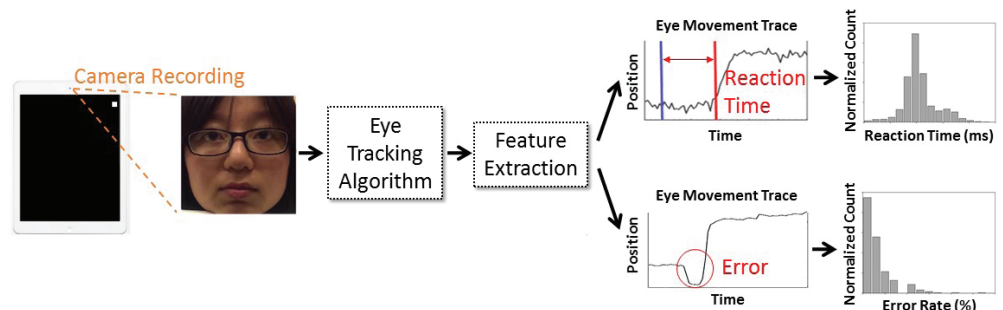 Camera Recording
Eye
Tracking
Algorithm
Feature
Extraction
Eye Movement Trace
Position
Reaction
Time
Time
Normalized Count
Reaction Time (ms)
Eye Movement Trace
Position
Error
Time
Normalized Count
Error Rate (%)